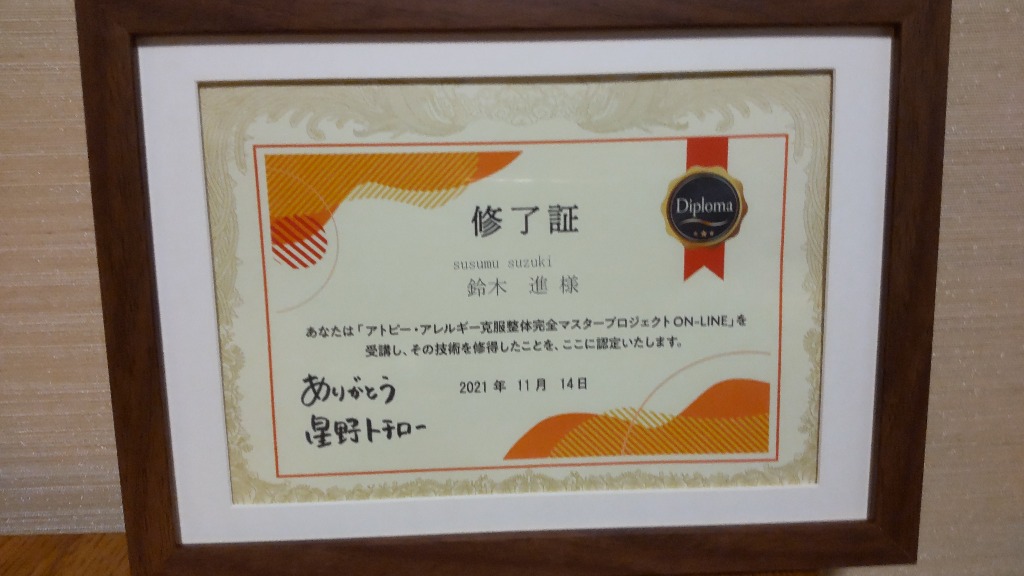 Diploma
修了証
susumu suzuki
鈴木 進 様
あなたは「アトピー・アレルギー克服整体完全マスタープロジェクトON-LINE」を
受講し、その技術を修得したことを、ここに認定いたします。
2021 年 11 月 14 日
ありがとう
星野トチロー